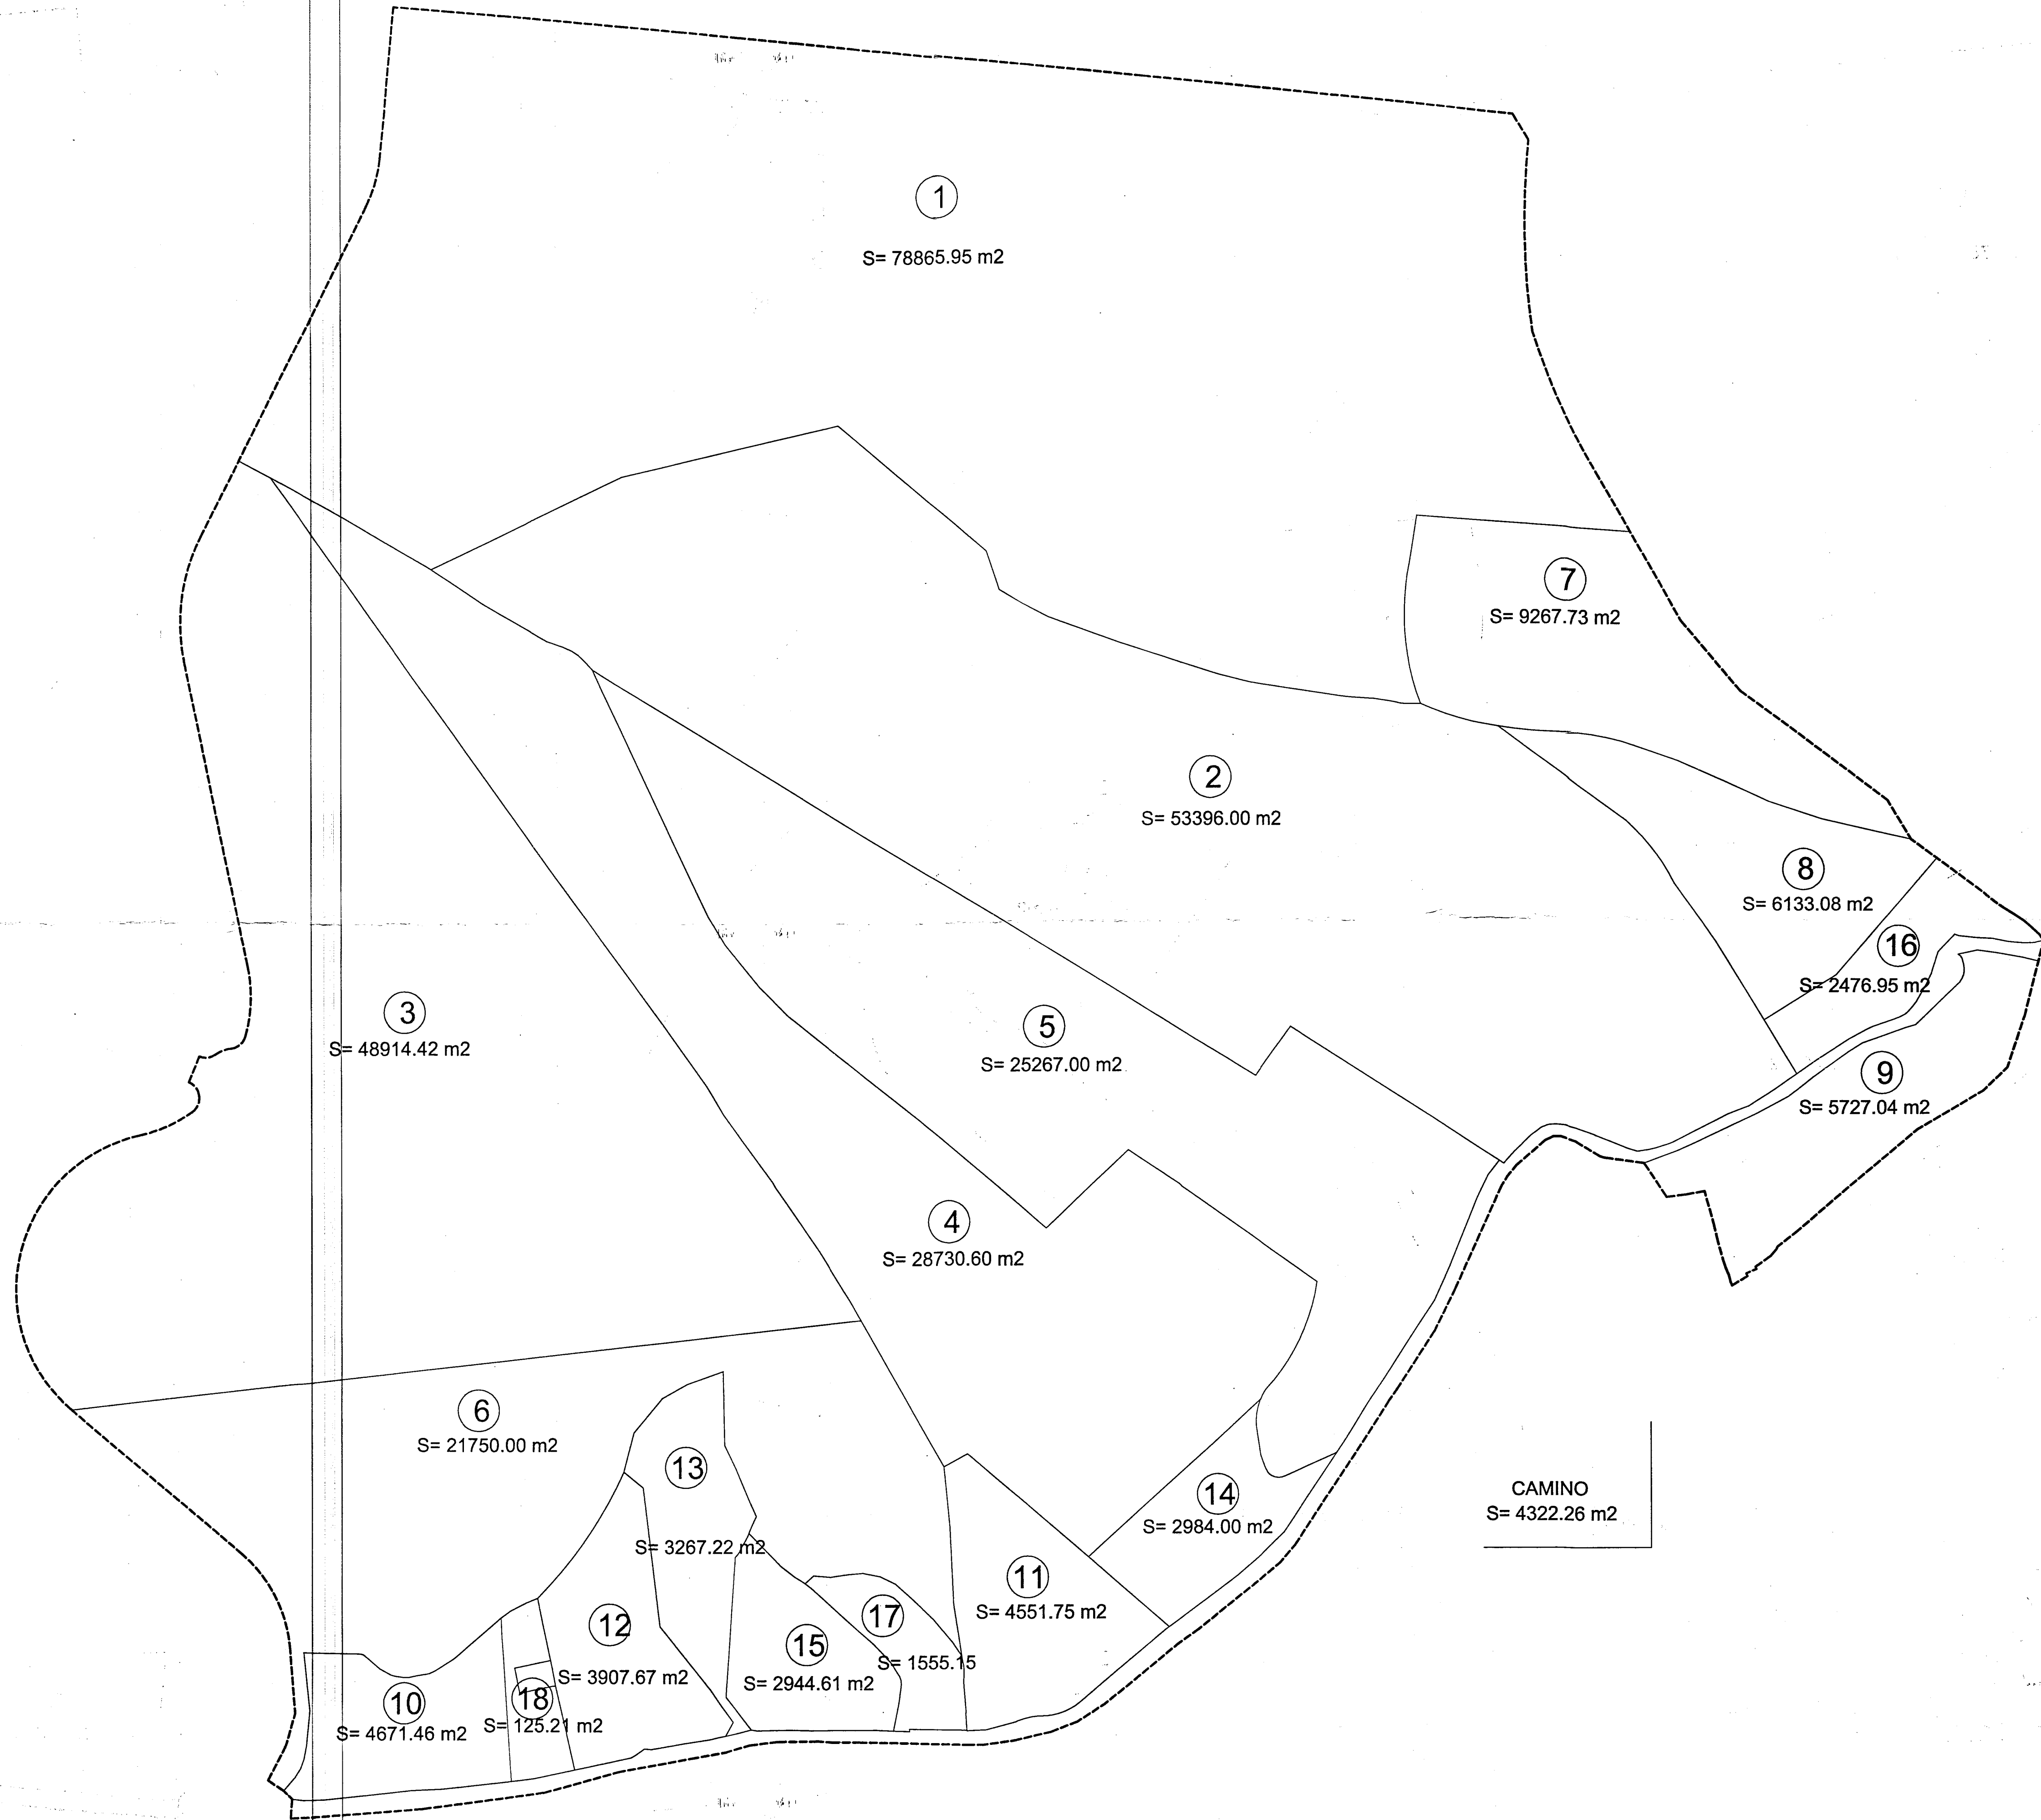 1
S= 78865.95 m2
7
S= 9267.73 m2
2
S= 53396.00 m2
8
S= 6133.08 m2
16
S= 2476.95 m2
3
S= 48914.42 m2
5
S= 25267.00 m2
9
S= 5727.04 m2
4
S= 28730.60 m2
6
S= 21750.00 m2
13
S= 3267.22 m2
14
S= 2984.00 m2
CAMINO
S= 4322.26 m2
11
S= 4551.75 m2
17
S= 1555.15
12
S= 3907.67 m2
15
S= 2944.61 m2
10
S= 4671.46 m2
18
S= 125.21 m2